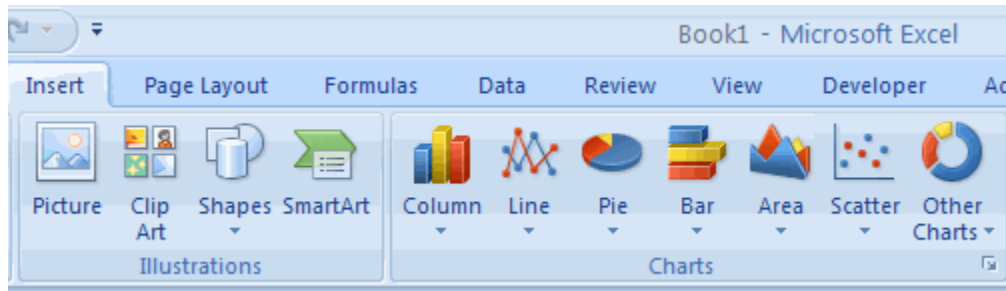 Book1 - Microsoft Excel
Insert Page Layout Formulas Data Review View Developer
Picture Clip Art Shapes SmartArt Column Line Pie Bar Area Scatter Other Charts
Illustrations Charts